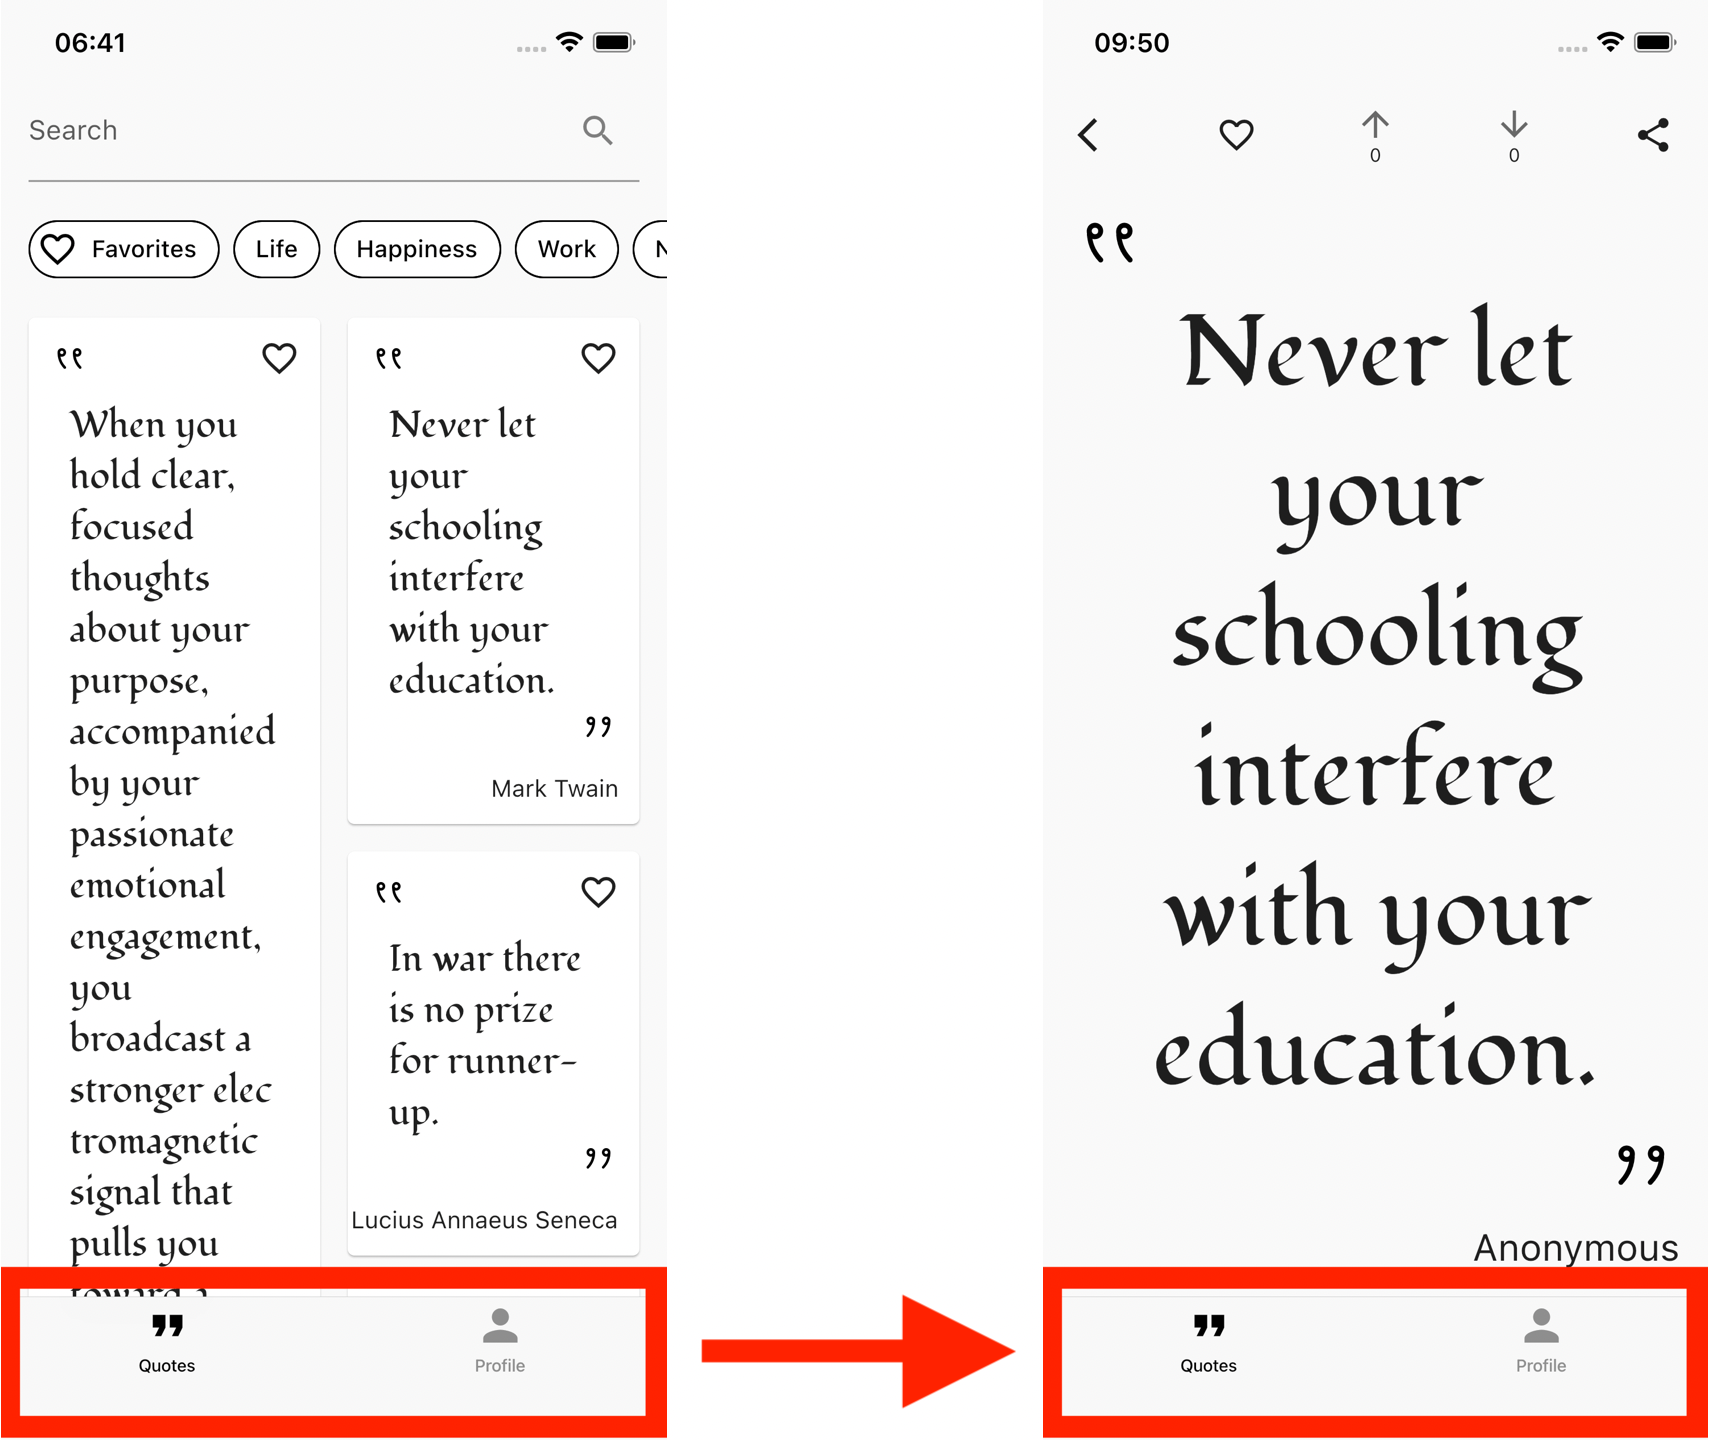 06:41
Search
Favorites
Life
Happiness
Work
N
When you
hold clear,
focused
thoughts
about your
purpose,
accompanied
by your
passionate
emotional
engagement,
you
broadcast a
stronger elec
tromagnetic
signal that
pulls you
toward a
Never let
your
schooling
interfere
with your
education.
Mark Twain
In war there
is no prize
for runner-
up.
Lucius Annaeus Seneca
Quotes
Profile
09:50
0
0
Never let
your
schooling
interfere
with your
education.
Anonymous
Quotes
Profile